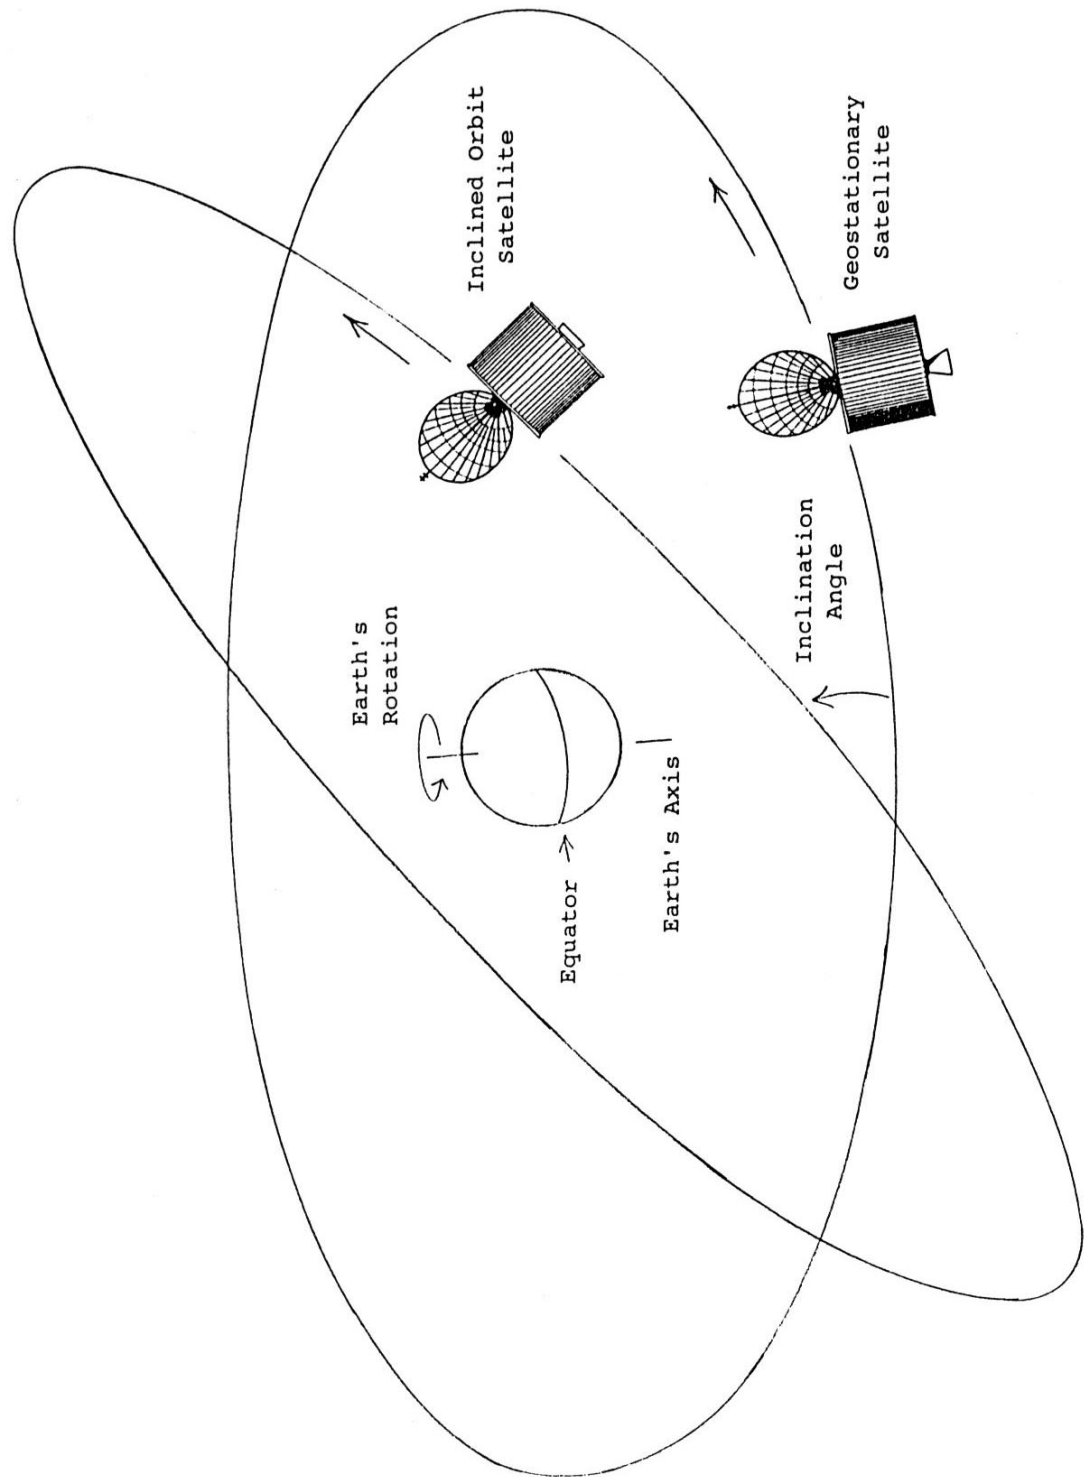 Inclined Orbit
Satellite
Geostationary
Satellite
Earth's
Rotation
Inclination
Angle
Equator →
Earth's Axis